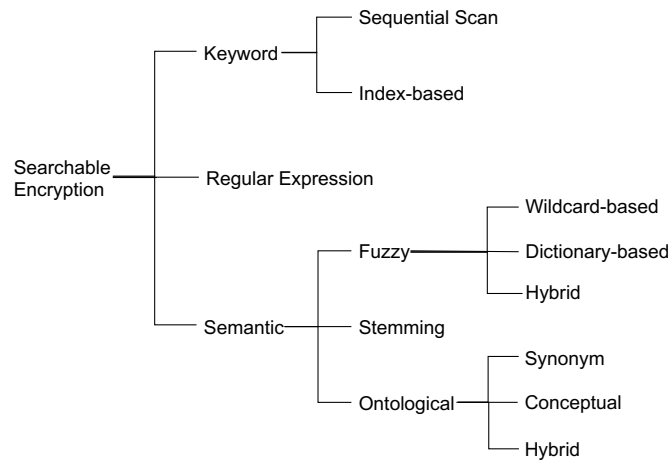 Sequential Scan
Keyword
Index-based
Searchable
Encryption
Regular Expression
Wildcard-based
Fuzzy
Dictionary-based
Hybrid
Semantic
Stemming
Synonym
Ontological
Conceptual
Hybrid